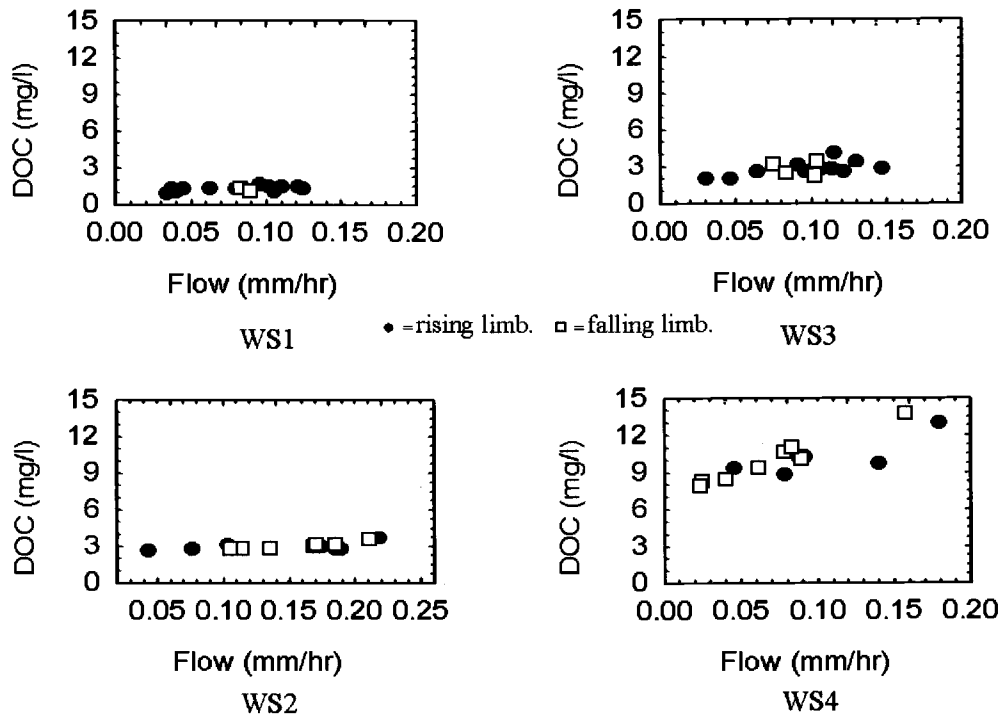 15
12
9
6
3
0
DOC (mg/l)
0.00 0.05 0.10 0.15 0.20
Flow (mm/hr)
WS1
15
12
9
6
3
0
DOC (mg/l)
0.00 0.05 0.10 0.15 0.20
Flow (mm/hr)
WS3
● =rising limb. □ =falling limb.
15
12
9
6
3
0
DOC (mg/l)
0.05 0.10 0.15 0.20 0.25
Flow (mm/hr)
WS2
15
12
9
6
3
0
DOC (mg/l)
0.00 0.05 0.10 0.15 0.20
Flow (mm/hr)
WS4